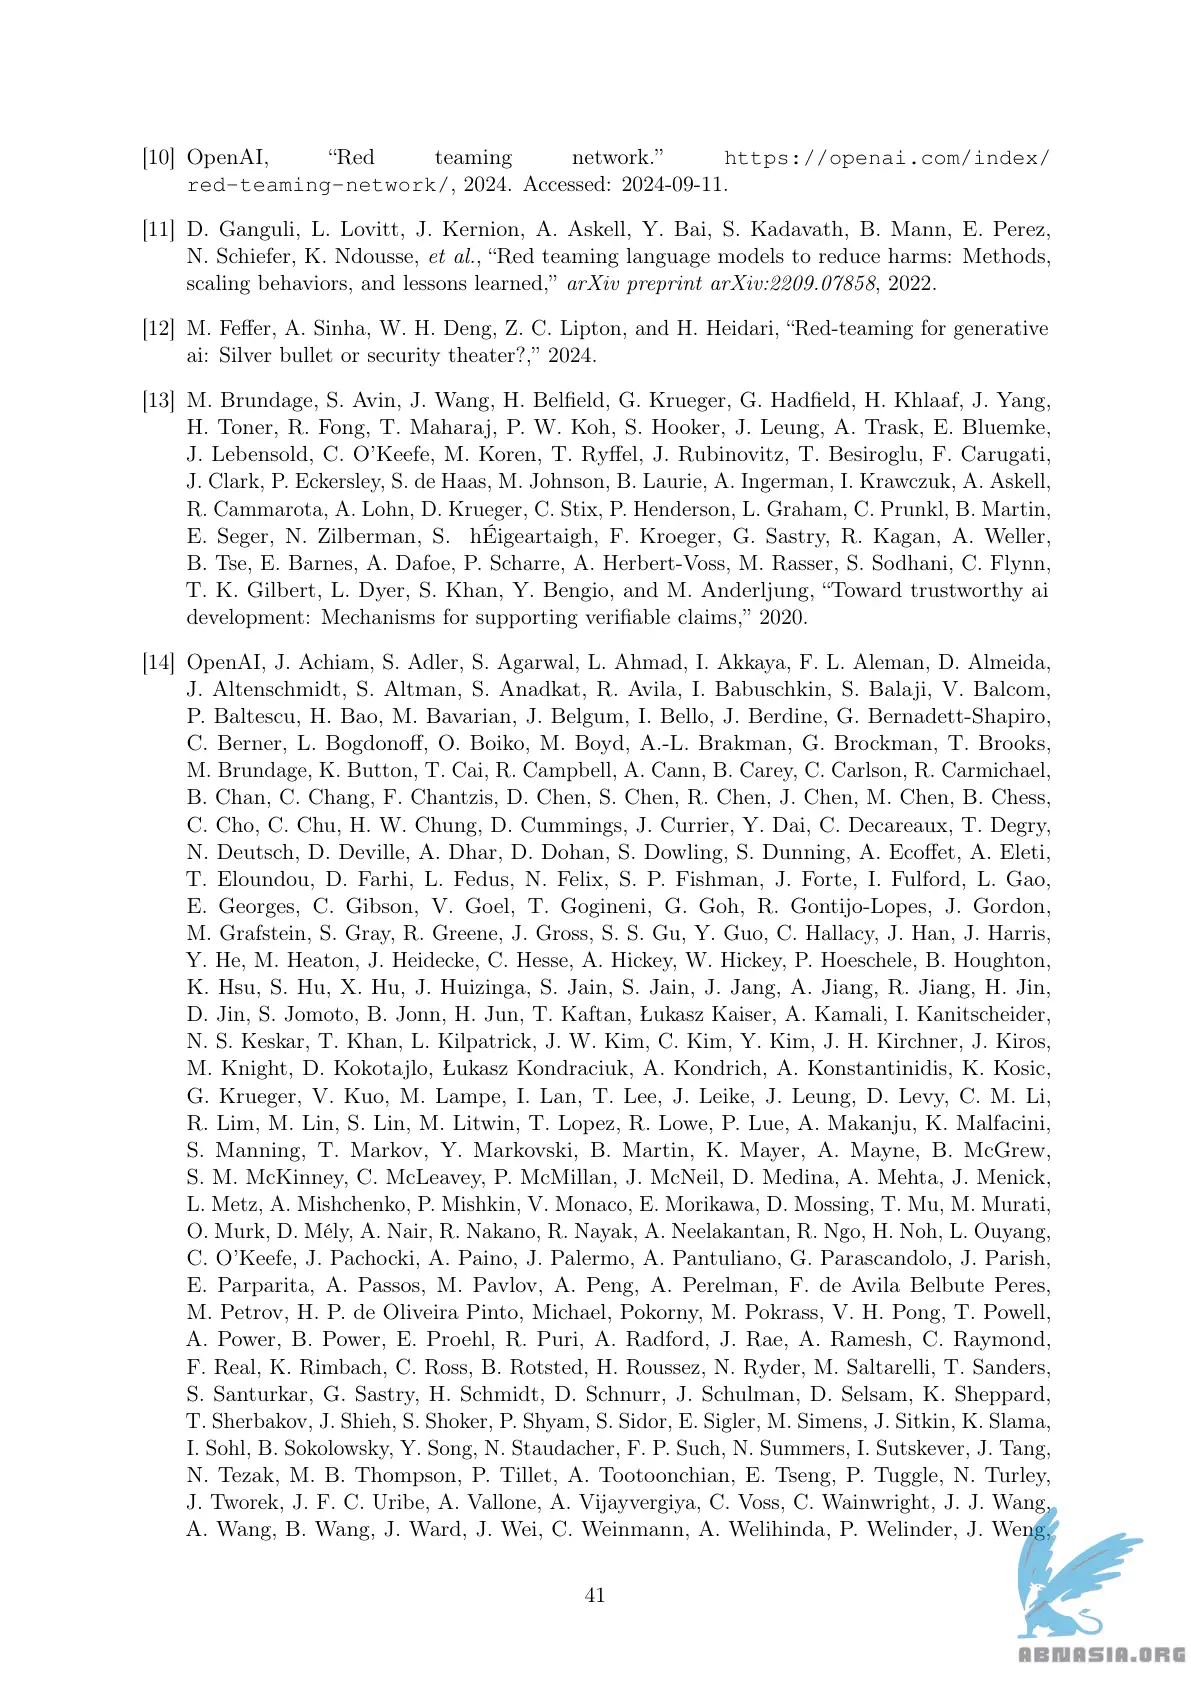 [10] OpenAI, “Red teaming network.” https://openai.com/index/
red-teaming-network/, 2024. Accessed: 2024-09-11.
[11] D. Ganguli, L. Lovitt, J. Kernion, A. Askell, Y. Bai, S. Kadavath, B. Mann, E. Perez,
N. Schiefer, K. Ndousse, et al., “Red teaming language models to reduce harms: Methods,
scaling behaviors, and lessons learned,” arXiv preprint arXiv:2209.07858, 2022.
[12] M. Feffer, A. Sinha, W. H. Deng, Z. C. Lipton, and H. Heidari, “Red-teaming for generative
ai: Silver bullet or security theater?,” 2024.
[13] M. Brundage, S. Avin, J. Wang, H. Belfield, G. Krueger, G. Hadfield, H. Khlaaf, J. Yang,
H. Toner, R. Fong, T. Maharaj, P. W. Koh, S. Hooker, J. Leung, A. Trask, E. Bluemke,
J. Lebensold, C. O’Keefe, M. Koren, T. Ryffel, J. Rubinovitz, T. Besiroglu, F. Carugati,
J. Clark, P. Eckersley, S. de Haas, M. Johnson, B. Laurie, A. Ingerman, I. Krawczuk, A. Askell,
R. Cammarota, A. Lohn, D. Krueger, C. Stix, P. Henderson, L. Graham, C. Prunkl, B. Martin,
E. Seger, N. Zilberman, S. hÉigeartaigh, F. Kroeger, G. Sastry, R. Kagan, A. Weller,
B. Tse, E. Barnes, A. Dafoe, P. Scharre, A. Herbert-Voss, M. Rasser, S. Sodhani, C. Flynn,
T. K. Gilbert, L. Dyer, S. Khan, Y. Bengio, and M. Anderljung, “Toward trustworthy ai
development: Mechanisms for supporting verifiable claims,” 2020.
[14] OpenAI, J. Achiam, S. Adler, S. Agarwal, L. Ahmad, I. Akkaya, F. L. Aleman, D. Almeida,
J. Altenschmidt, S. Altman, S. Anadkat, R. Avila, I. Babuschkin, S. Balaji, V. Balcom,
P. Baltescu, H. Bao, M. Bavarian, J. Belgum, I. Bello, J. Berdine, G. Bernadett-Shapiro,
C. Berner, L. Bogdonoff, O. Boiko, M. Boyd, A.-L. Brakman, G. Brockman, T. Brooks,
M. Brundage, K. Button, T. Cai, R. Campbell, A. Cann, B. Carey, C. Carlson, R. Carmichael,
B. Chan, C. Chang, F. Chantzis, D. Chen, S. Chen, R. Chen, J. Chen, M. Chen, B. Chess,
C. Cho, C. Chu, H. W. Chung, D. Cummings, J. Currier, Y. Dai, C. Decareaux, T. Degry,
N. Deutsch, D. Deville, A. Dhar, D. Dohan, S. Dowling, S. Dunning, A. Ecoffet, A. Eleti,
T. Eloundou, D. Farhi, L. Fedus, N. Felix, S. P. Fishman, J. Forte, I. Fulford, L. Gao,
E. Georges, C. Gibson, V. Goel, T. Gogineni, G. Goh, R. Gontijo-Lopes, J. Gordon,
M. Grafstein, S. Gray, R. Greene, J. Gross, S. S. Gu, Y. Guo, C. Hallacy, J. Han, J. Harris,
Y. He, M. Heaton, J. Heidecke, C. Hesse, A. Hickey, W. Hickey, P. Hoeschele, B. Houghton,
K. Hsu, S. Hu, X. Hu, J. Huizinga, S. Jain, S. Jain, J. Jang, A. Jiang, R. Jiang, H. Jin,
D. Jin, S. Jomoto, B. Jonn, H. Jun, T. Kaftan, Łukasz Kaiser, A. Kamali, I. Kanitscheider,
N. S. Keskar, T. Khan, L. Kilpatrick, J. W. Kim, C. Kim, Y. Kim, J. H. Kirchner, J. Kiros,
M. Knight, D. Kokotajlo, Łukasz Kondraciuk, A. Kondrich, A. Konstantinidis, K. Kosic,
G. Krueger, V. Kuo, M. Lampe, I. Lan, T. Lee, J. Leike, J. Leung, D. Levy, C. M. Li,
R. Lim, M. Lin, S. Lin, M. Litwin, T. Lopez, R. Lowe, P. Lue, A. Makanju, K. Malfacini,
S. Manning, T. Markov, Y. Markovski, B. Martin, K. Mayer, A. Mayne, B. McGrew,
S. M. McKinney, C. McLeavey, P. McMillan, J. McNeil, D. Medina, A. Mehta, J. Menick,
L. Metz, A. Mishchenko, P. Mishkin, V. Monaco, E. Morikawa, D. Mossing, T. Mu, M. Murati,
O. Murk, D. Mély, A. Nair, R. Nakano, R. Nayak, A. Neelakantan, R. Ngo, H. Noh, L. Ouyang,
C. O’Keefe, J. Pachocki, A. Paino, J. Palermo, A. Pantuliano, G. Parascandolo, J. Parish,
E. Parparita, A. Passos, M. Pavlov, A. Peng, A. Perelman, F. de Avila Belbute Peres,
M. Petrov, H. P. de Oliveira Pinto, Michael, Pokorny, M. Pokrass, V. H. Pong, T. Powell,
A. Power, B. Power, E. Proehl, R. Puri, A. Radford, J. Rae, A. Ramesh, C. Raymond,
F. Real, K. Rimbach, C. Ross, B. Rotsted, H. Roussez, N. Ryder, M. Saltarelli, T. Sanders,
S. Santurkar, G. Sastry, H. Schmidt, D. Schnurr, J. Schulman, D. Selsam, K. Sheppard,
T. Sherbakov, J. Shieh, S. Shoker, P. Shyam, S. Sidor, E. Sigler, M. Simens, J. Sitkin, K. Slama,
I. Sohl, B. Sokolowsky, Y. Song, N. Staudacher, F. P. Such, N. Summers, I. Sutskever, J. Tang,
N. Tezak, M. B. Thompson, P. Tillet, A. Tootoonchian, E. Tseng, P. Tuggle, N. Turley,
J. Tworek, J. F. C. Uribe, A. Vallone, A. Vijayvergiya, C. Voss, C. Wainwright, J. J. Wang,
A. Wang, B. Wang, J. Ward, J. Wei, C. Weinmann, A. Welihinda, P. Welinder, J. Weng,
41
ABNASIA.ORG